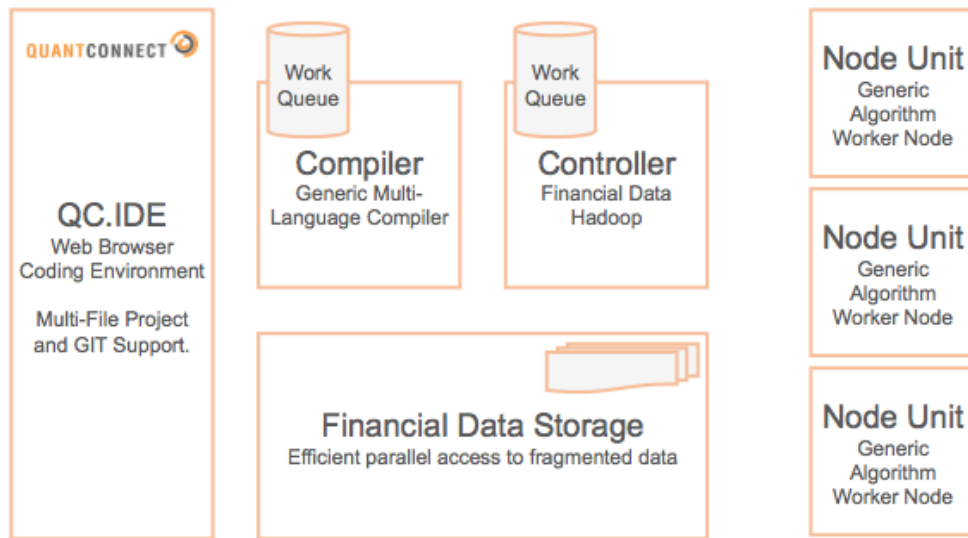 QUANTCONNECT
QC.IDE
Web Browser
Coding Environment
Multi-File Project
and GIT Support.
Work
Queue
Compiler
Generic Multi-
Language Compiler
Work
Queue
Controller
Financial Data
Hadoop
Financial Data Storage
Efficient parallel access to fragmented data
Node Unit
Generic
Algorithm
Worker Node
Node Unit
Generic
Algorithm
Worker Node
Node Unit
Generic
Algorithm
Worker Node